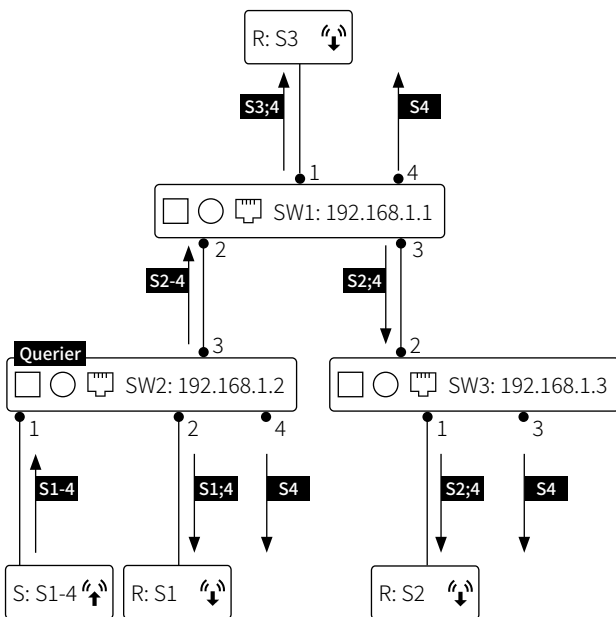 R: S3
S3;4
S4
1
4
SW1: 192.168.1.1
2
3
S2-4
S2;4
Querier
3
2
SW2: 192.168.1.2
SW3: 192.168.1.3
1
2
4
1
3
S1-4
S1;4
S4
S2;4
S4
S: S1-4
R: S1
R: S2